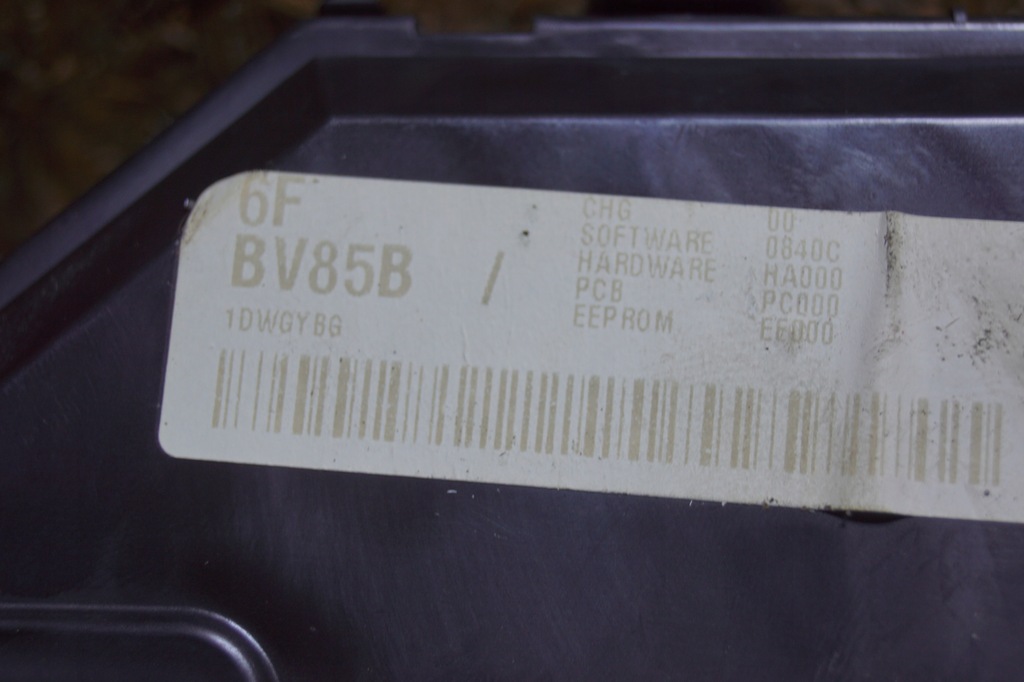 6F
BV85B /
1DWGYBG
CHG 00
SOFTWARE 0840C
HARDWARE HA000
PCB PC000
EEPROM EE000